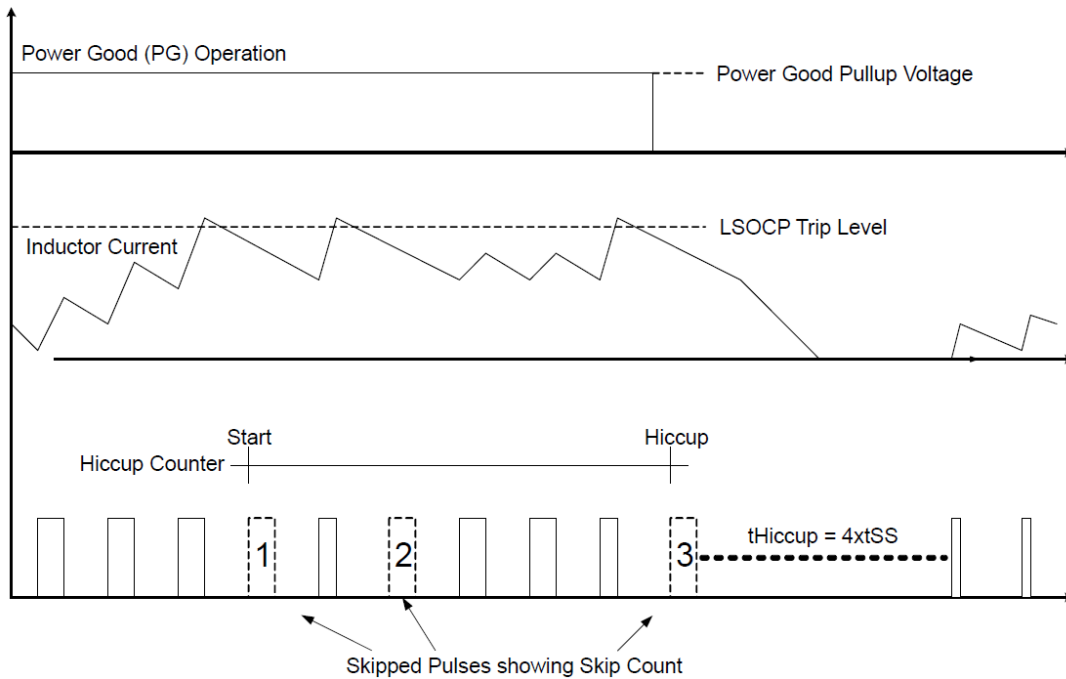 Power Good (PG) Operation
Power Good Pullup Voltage
LSOCP Trip Level
Inductor Current
Start
Hiccup
Hiccup Counter
tHiccup = 4xtSS
1
2
3
Skipped Pulses showing Skip Count